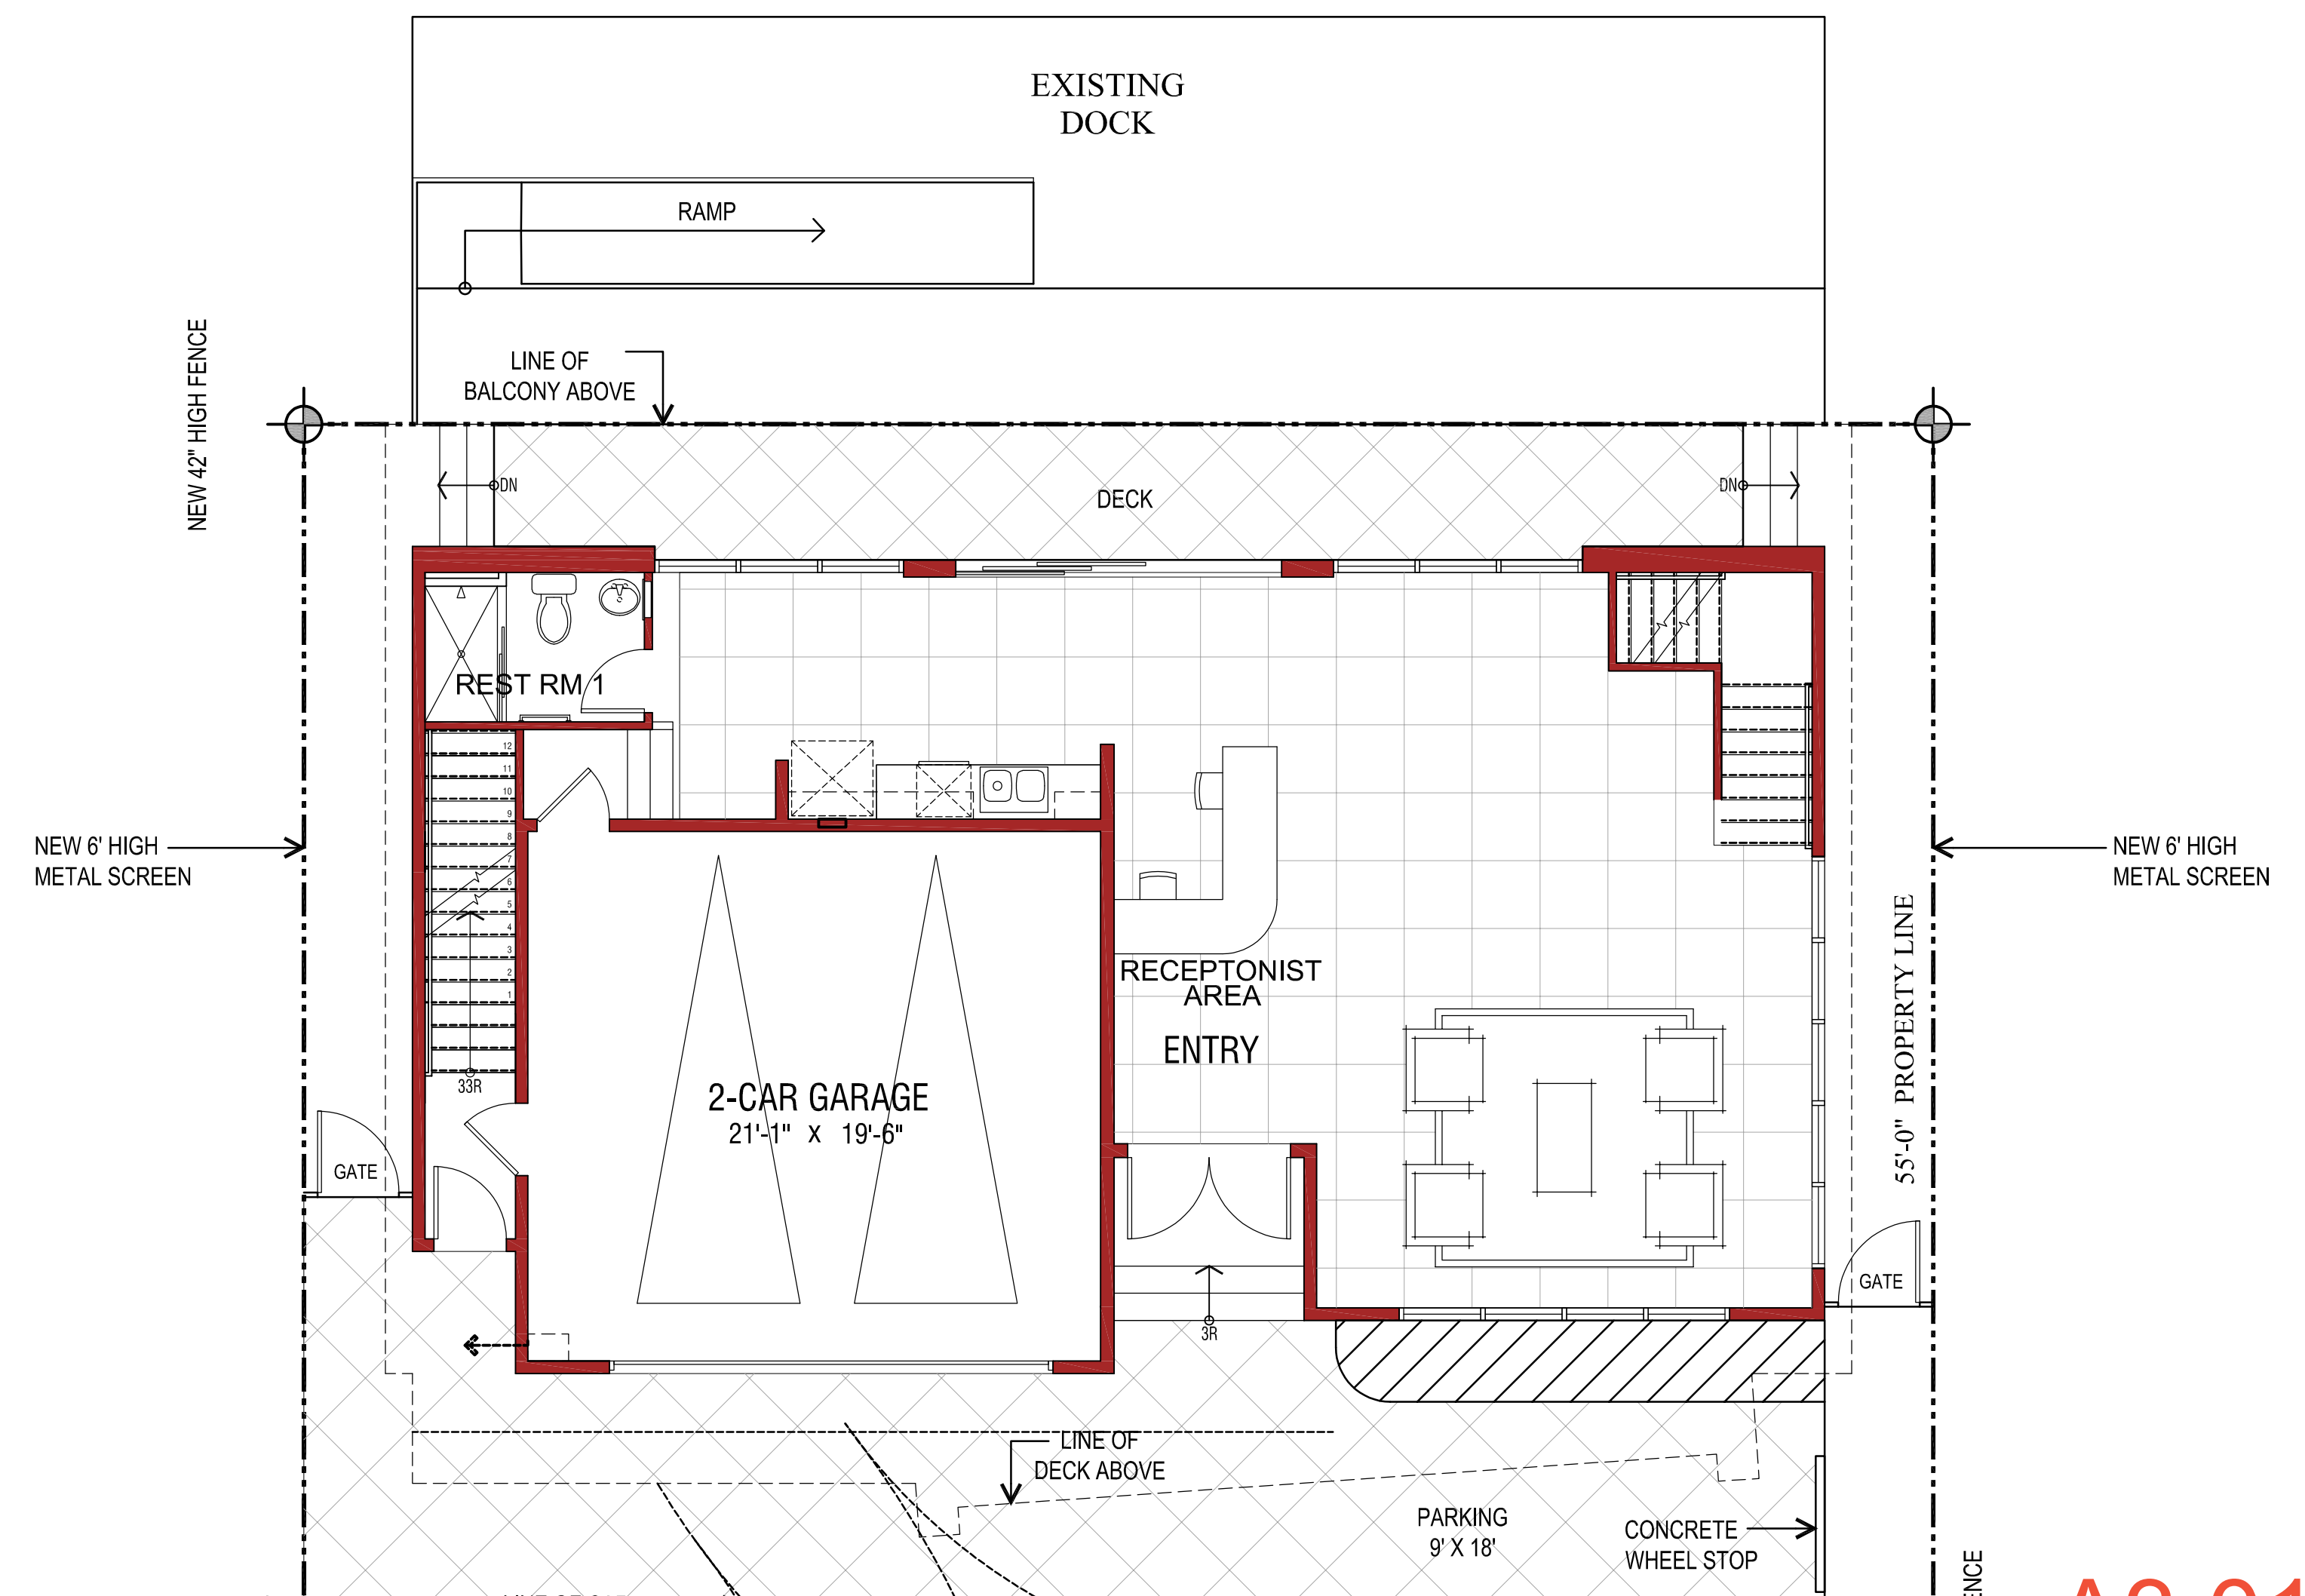 EXISTING
DOCK
RAMP
NEW 42" HIGH FENCE
LINE OF
BALCONY ABOVE
DN
DECK
DN
REST RM 1
12
11
10
9
8
7
6
5
4
3
2
1
33R
NEW 6' HIGH
METAL SCREEN
NEW 6' HIGH
METAL SCREEN
55'-0" PROPERTY LINE
RECEPTONIST
AREA
ENTRY
2-CAR GARAGE
21'-1" X 19'-6"
GATE
GATE
3R
LINE OF
DECK ABOVE
PARKING
9' X 18'
CONCRETE
WHEEL STOP